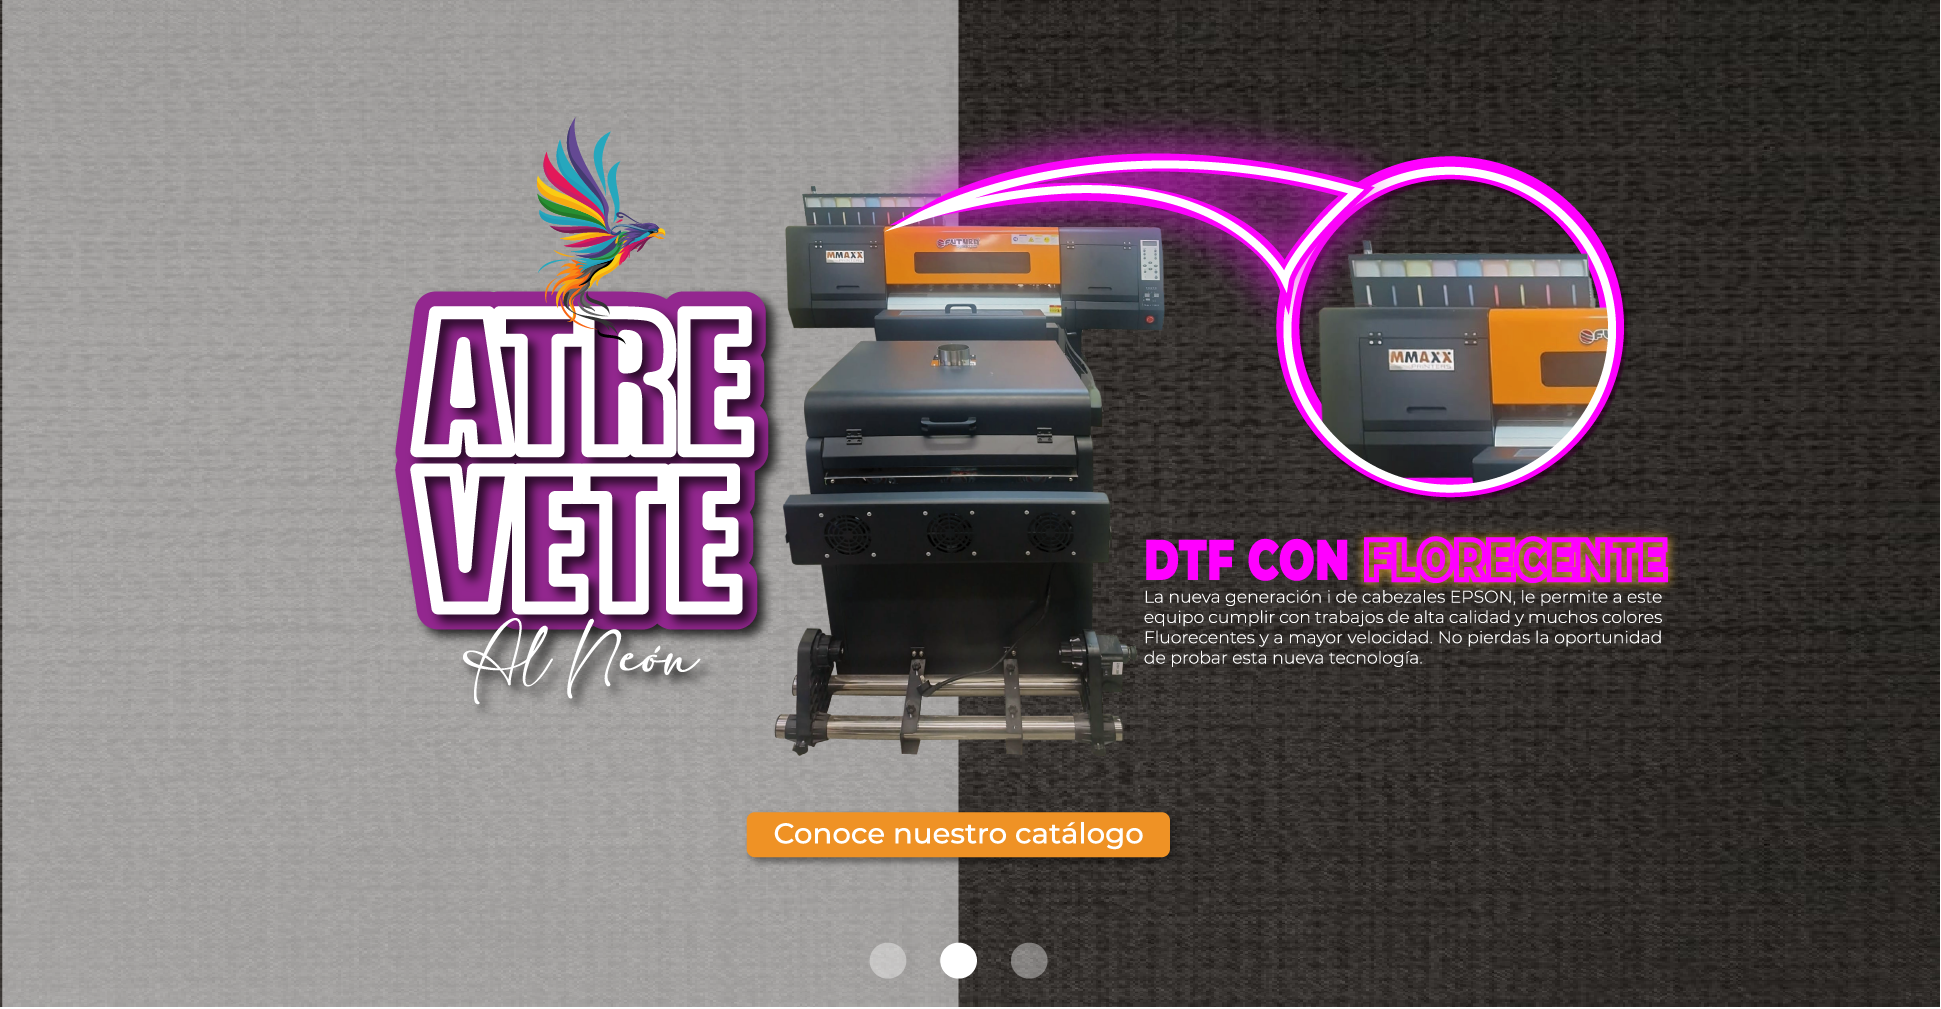 ATRE
VETE
Al Neón
MMAXX
MMAXX
PRINTERS
DTF CON FLORECENTE
La nueva generación i de cabezales EPSON, le permite a este
equipo cumplir con trabajos de alta calidad y muchos colores
Fluorecentes y a mayor velocidad. No pierdas la oportunidad
de probar esta nueva tecnología.
Conoce nuestro catálogo